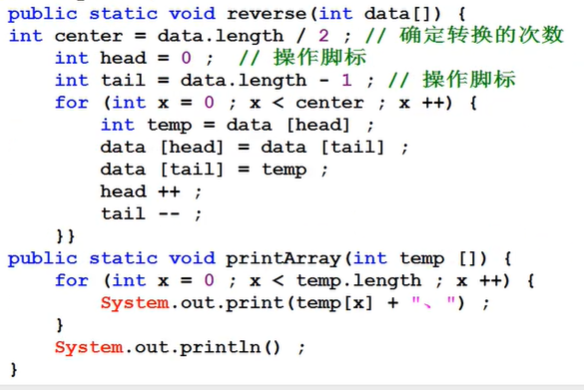 public static void reverse(int data[]) {
int center = data.length / 2 ; // 确定转换的次数
    int head = 0 ;  // 操作脚标
    int tail = data.length - 1 ; // 操作脚标
    for (int x = 0 ; x < center ; x ++) {
        int temp = data [head] ;
        data [head] = data [tail] ;
        data [tail] = temp ;
        head ++ ;
        tail -- ;
    }}
public static void printArray(int temp []) {
    for (int x = 0 ; x < temp.length ; x ++) {
        System.out.print(temp[x] + "、") ;
    }
    System.out.println() ;
}